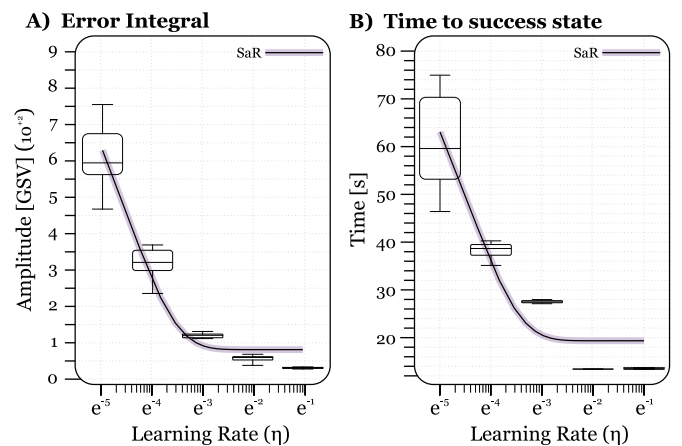 A) Error Integral
SaR
9
8
7
6
5
4
3
2
1
0
Amplitude [GSV] (10⁺²)
e⁻⁵ e⁻⁴ e⁻³ e⁻² e⁻¹
Learning Rate (η)
B) Time to success state
SaR
80
70
60
50
40
30
20
Time [s]
e⁻⁵ e⁻⁴ e⁻³ e⁻² e⁻¹
Learning Rate (η)